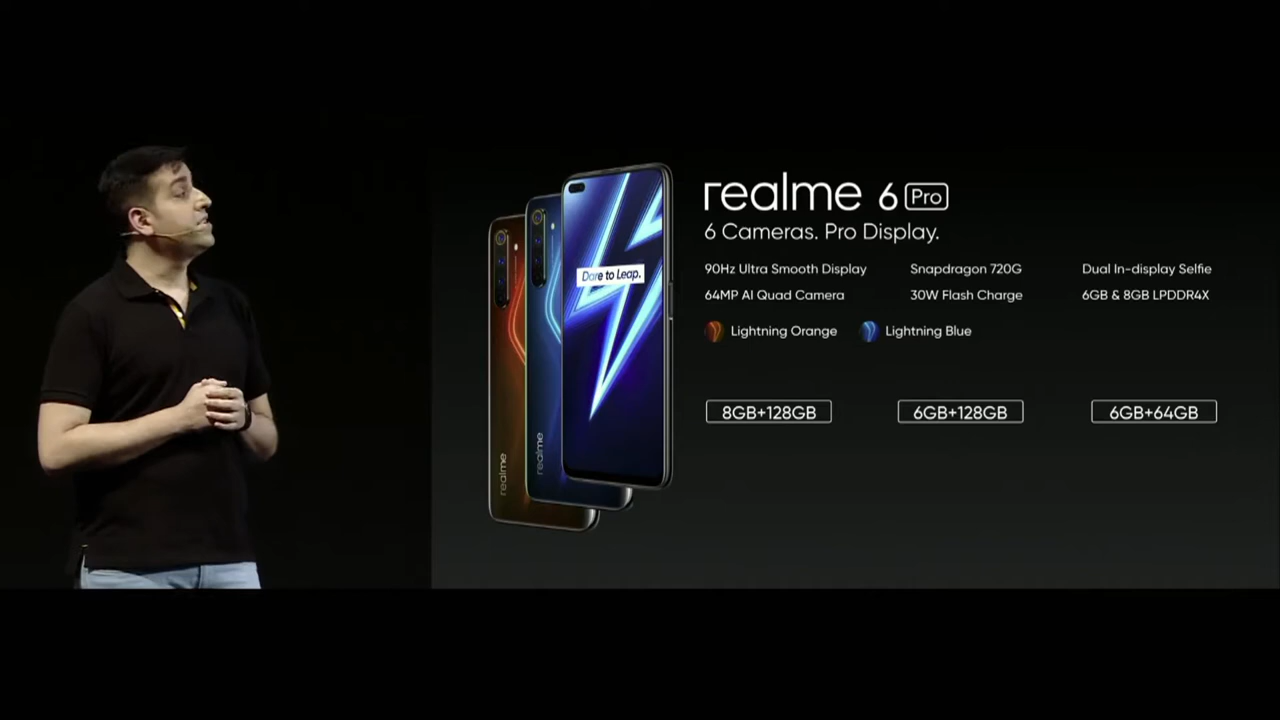 realme 6 Pro
6 Cameras. Pro Display.
90Hz Ultra Smooth Display Snapdragon 720G Dual In-display Selfie
64MP AI Quad Camera 30W Flash Charge 6GB & 8GB LPDDR4X
Lightning Orange Lightning Blue
8GB+128GB 6GB+128GB 6GB+64GB
Dare to Leap.
realme
realme